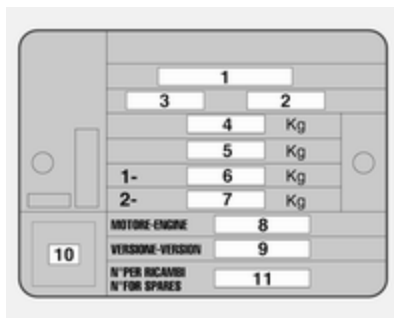 1
3 2
4 Kg
5 Kg
1- 6 Kg
2- 7 Kg
MOTORE-ENGINE 8
VERSIONE-VERSION 9
10
N°PER RICAMBI
N°FOR SPARES
11